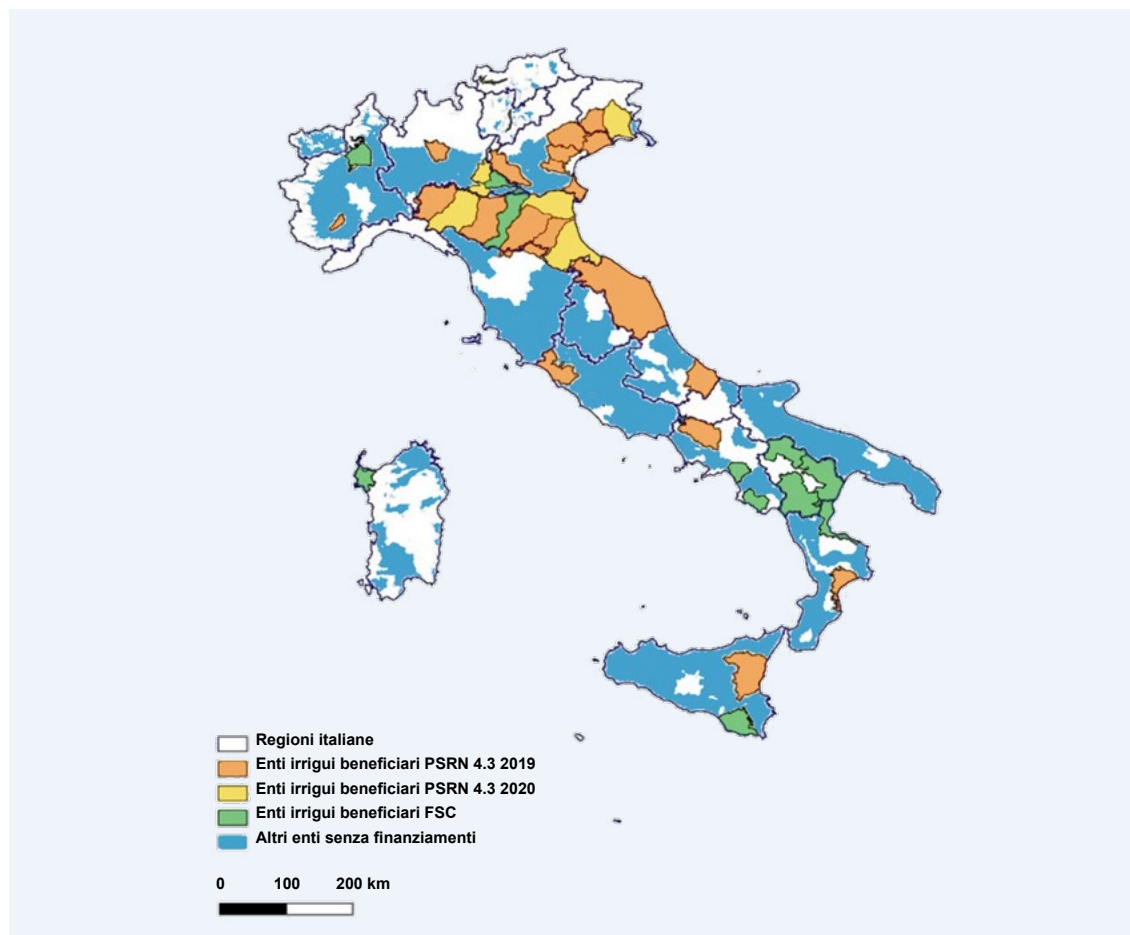 Regioni italiane
Enti irrigui beneficiari PSRN 4.3 2019
Enti irrigui beneficiari PSRN 4.3 2020
Enti irrigui beneficiari FSC
Altri enti senza finanziamenti
0 100 200 km